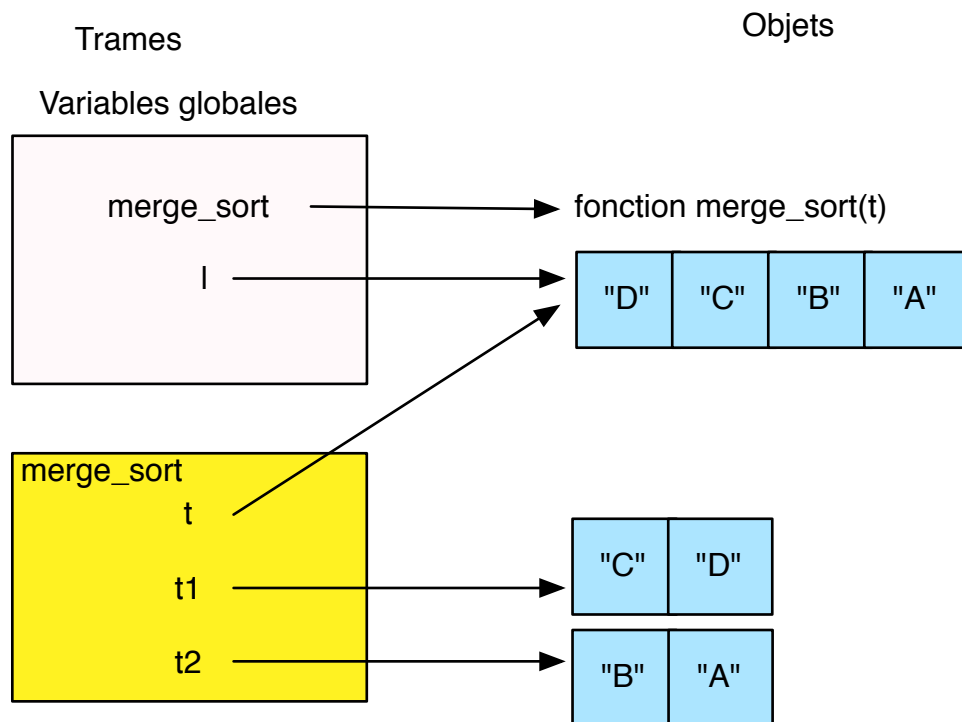 Trames
Objets
Variables globales
merge_sort
fonction merge_sort(t)
l
"D" "C" "B" "A"
merge_sort
t
t1
"C" "D"
t2
"B" "A"